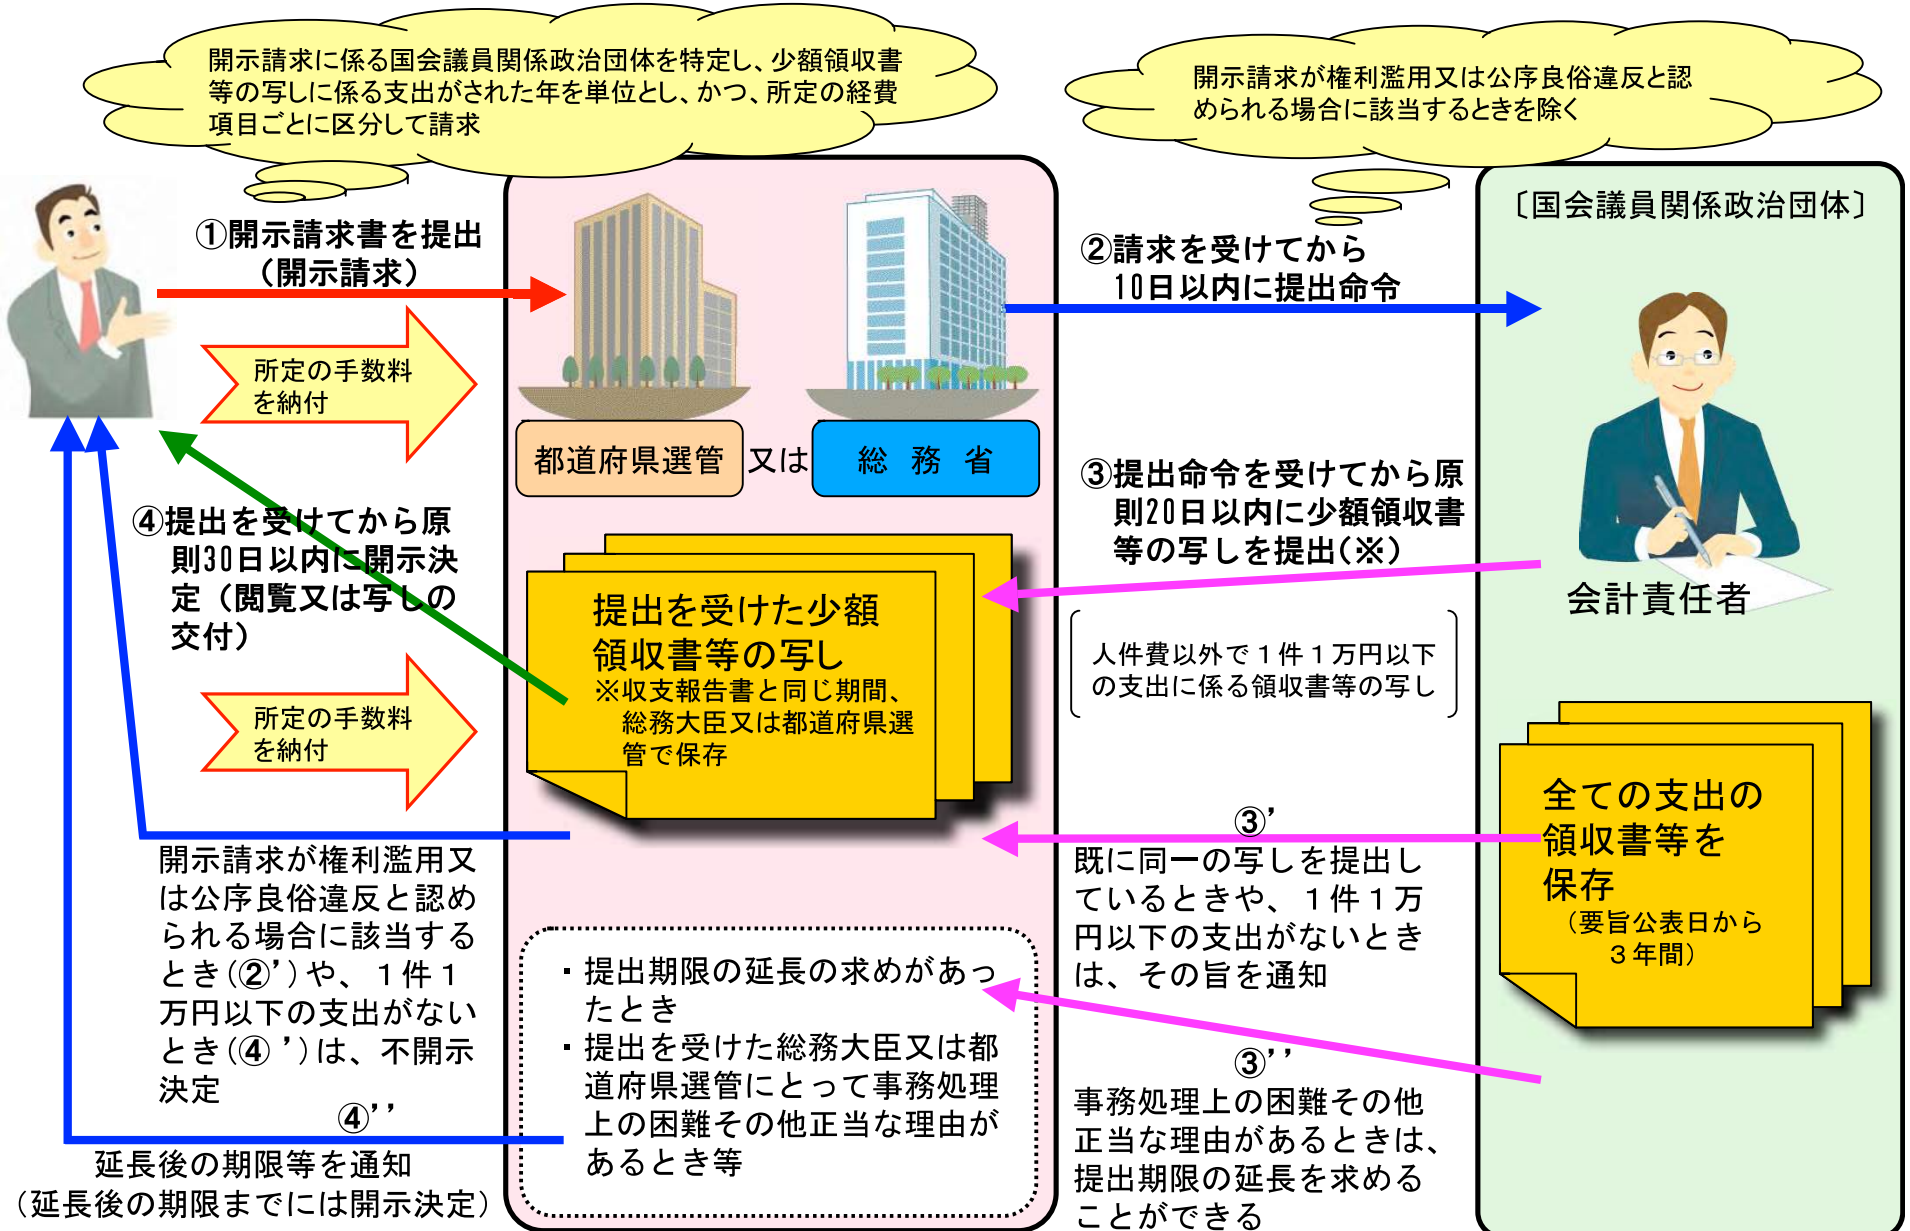 開示請求に係る国会議員関係政治団体を特定し、少額領収書
等の写しに係る支出がされた年を単位とし、かつ、所定の経費
項目ごとに区分して請求
開示請求が権利濫用又は公序良俗違反と認
められる場合に該当するときを除く
①開示請求書を提出
（開示請求）
所定の手数料
を納付
都道府県選管
又は
総務省
②請求を受けてから
10日以内に提出命令
〔国会議員関係政治団体〕
会計責任者
③提出命令を受けてから原
則20日以内に少額領収書
等の写しを提出(※)
人件費以外で１件１万円以下
の支出に係る領収書等の写し
④提出を受けてから原
則30日以内に開示決
定（閲覧又は写しの
交付）
所定の手数料
を納付
提出を受けた少額
領収書等の写し
※収支報告書と同じ期間、
総務大臣又は都道府県選
管で保存
全ての支出の
領収書等を
保存
（要旨公表日から
３年間）
③’
既に同一の写しを提出し
ているときや、１件１万
円以下の支出がないとき
は、その旨を通知
開示請求が権利濫用又
は公序良俗違反と認め
られる場合に該当する
とき(②’)や、１件１
万円以下の支出がない
とき(④’)は、不開示
決定
・提出期限の延長の求めがあっ
たとき
・提出を受けた総務大臣又は都
道府県選管にとって事務処理
上の困難その他正当な理由が
あるとき等
③’’
事務処理上の困難その他
正当な理由があるときは、
提出期限の延長を求める
ことができる
④’’
延長後の期限等を通知
（延長後の期限までには開示決定）